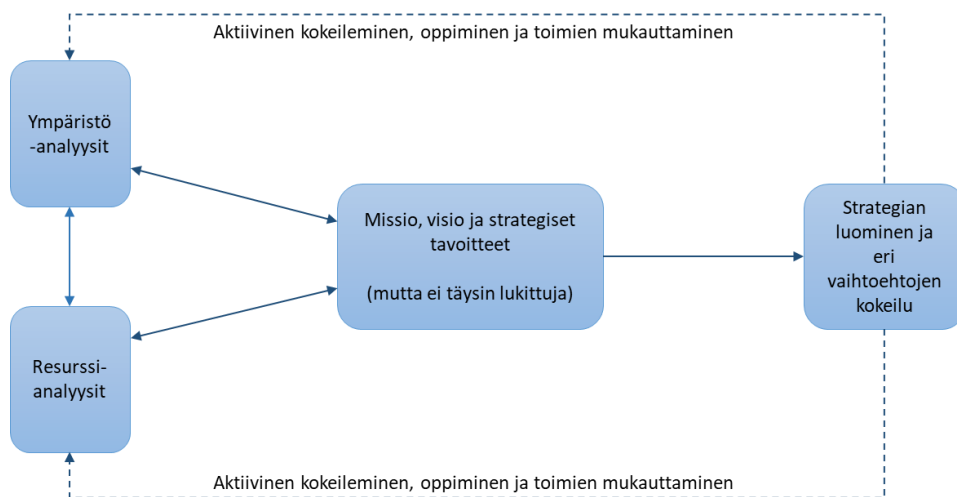 Aktiivinen kokeileminen, oppiminen ja toimien mukauttaminen
Ympäristö
-analyysit
Missio, visio ja strategiset
tavoitteet
(mutta ei täysin lukittuja)
Strategian
luominen ja
eri
vaihtoehtojen
kokeilu
Resurssi-
analyysit
Aktiivinen kokeileminen, oppiminen ja toimien mukauttaminen